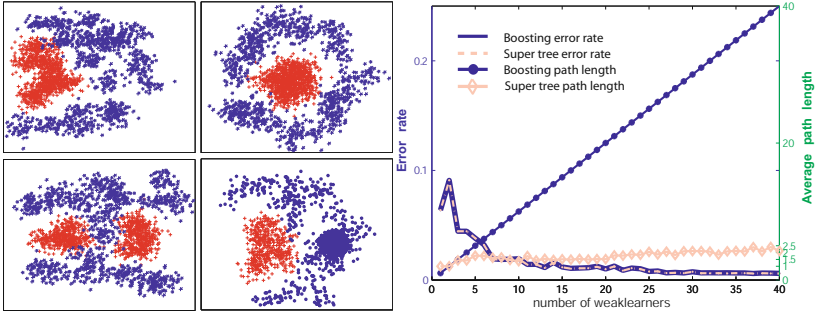 Boosting error rate
Super tree error rate
Boosting path length
Super tree path length
Error rate
0.2
0.1
0
0
5
10
15
20
25
30
35
40
number of weaklearners
Average path length
40
20
2.5
2
1.5
1
0